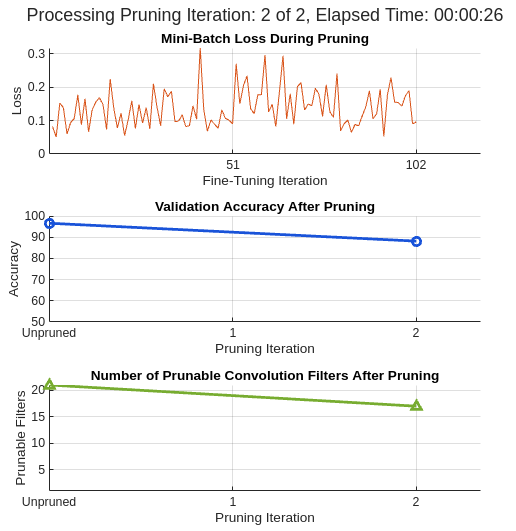 Processing Pruning Iteration: 2 of 2, Elapsed Time: 00:00:26
Mini-Batch Loss During Pruning
0.3
0.2
0.1
0
Loss
51 102
Fine-Tuning Iteration
Validation Accuracy After Pruning
100
90
80
70
60
50
Accuracy
Unpruned 1 2
Pruning Iteration
Number of Prunable Convolution Filters After Pruning
20
15
10
5
Prunable Filters
Unpruned 1 2
Pruning Iteration